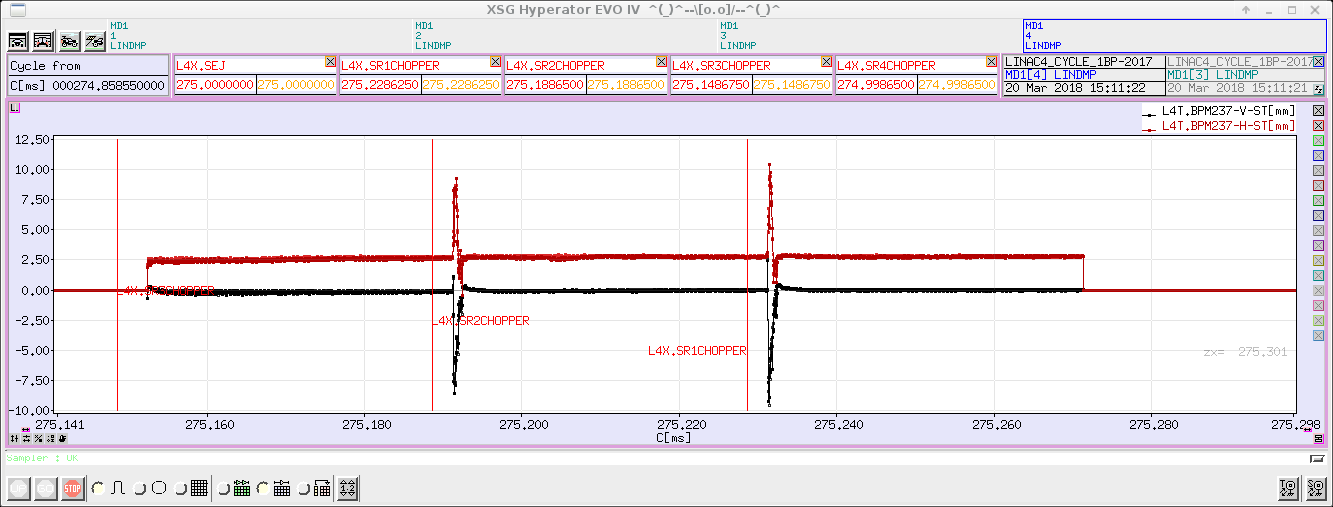 XSG Hyperator EVO IV ^(_)^--\[o.o]/--^(_)^
MD1 MD1 MD1 MD1
1 2 3 4
LINDMP LINDMP LINDMP LINDMP
Cycle from
C[ms] 000274.858550000
L4X.SEJ L4X.SR1CHOPPER L4X.SR2CHOPPER L4X.SR3CHOPPER L4X.SR4CHOPPER
275.0000000 275.0000000 275.2286250 275.2286250 275.1886500 275.1886500 275.1486750 275.1486750 274.9986500 274.9986500
LINAC4_CYCLE_1BP-2017 LINAC4_CYCLE_1BP-2017
MD1[4] LINDMP MD1[3] LINDMP
20 Mar 2018 15:11:22 20 Mar 2018 15:11:21
L.
L4T.BPM237-V-ST[mm]
L4T.BPM237-H-ST[mm]
12.50
10.00
7.50
5.00
2.50
0.00
-2.50
-5.00
-7.50
-10.00
L4X.SR3CHOPPER
L4X.SR2CHOPPER
L4X.SR1CHOPPER
zx= 275.301
275.141 275.160 275.180 275.200 275.220 275.240 275.260 275.280 275.298
C[ms]
Sampler : OK
STOP